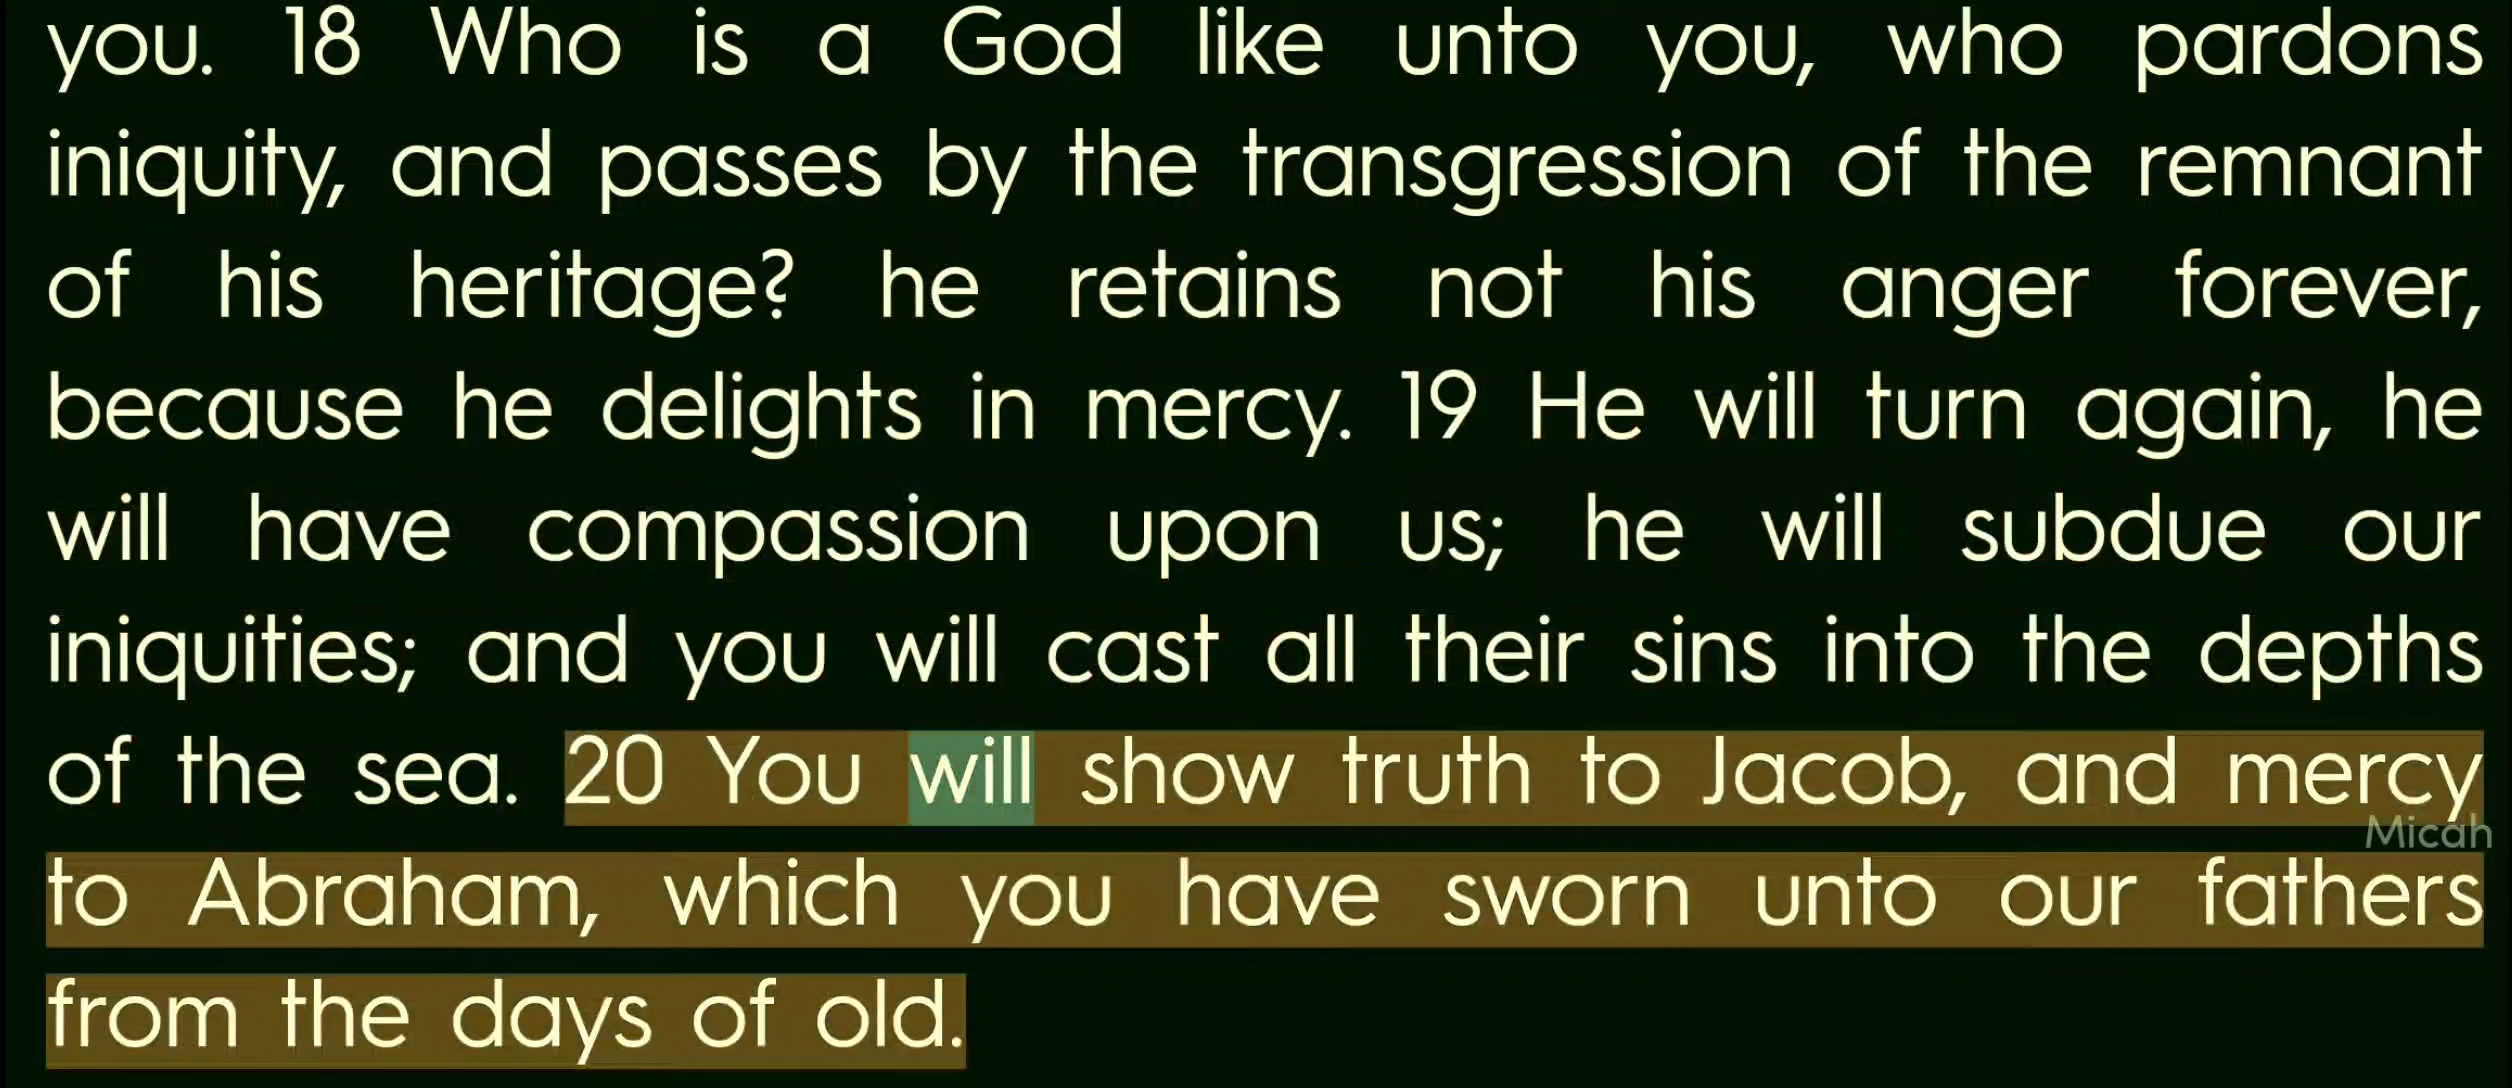 you. 18 Who is a God like unto you, who pardons
iniquity, and passes by the transgression of the remnant
of his heritage? he retains not his anger forever,
because he delights in mercy. 19 He will turn again, he
will have compassion upon us; he will subdue our
iniquities; and you will cast all their sins into the depths
of the sea. 20 You will show truth to Jacob, and mercy
Micah
to Abraham, which you have sworn unto our fathers
from the days of old.